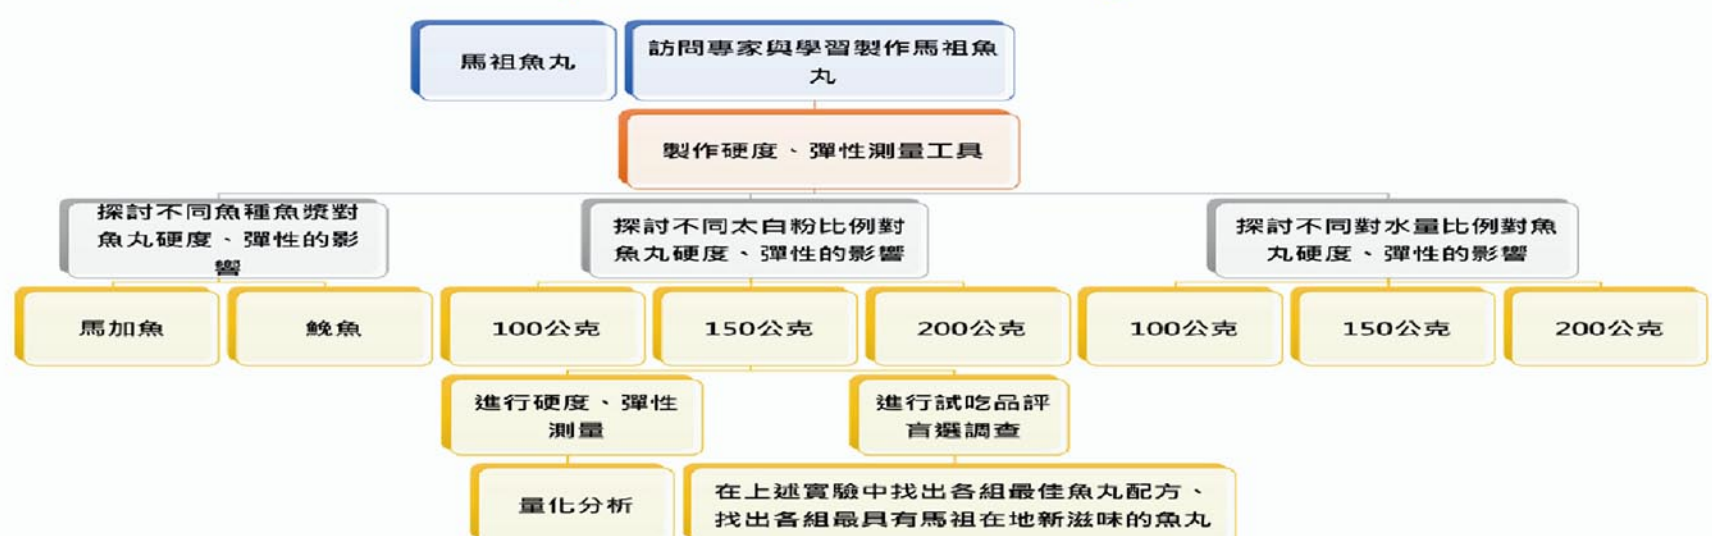 馬祖魚丸
訪問專家與學習製作馬祖魚
丸
製作硬度、彈性測量工具
探討不同魚種魚漿對
魚丸硬度、彈性的影
響
探討不同太白粉比例對
魚丸硬度、彈性的影響
探討不同對水量比例對魚
丸硬度、彈性的影響
馬加魚
鮸魚
100公克
150公克
200公克
100公克
150公克
200公克
進行硬度、彈性
測量
進行試吃品評
盲選調查
量化分析
在上述實驗中找出各組最佳魚丸配方、
找出各組最具有馬祖在地新滋味的魚丸